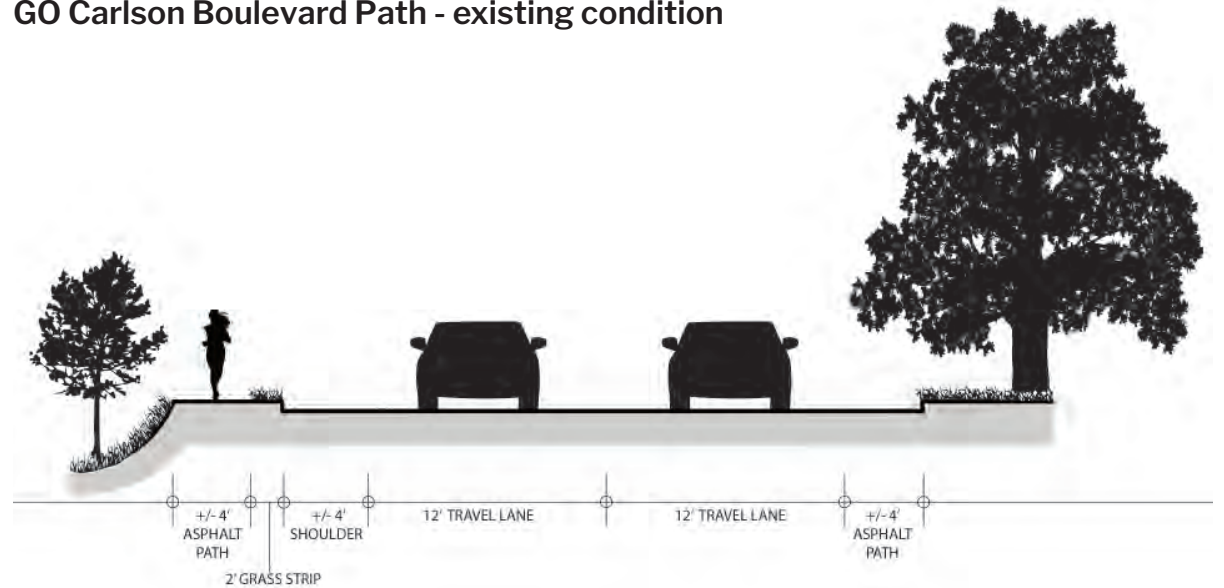 GO Carlson Boulevard Path - existing condition
+/- 4'
ASPHALT
PATH
2' GRASS STRIP
+/- 4'
SHOULDER
12' TRAVEL LANE
12' TRAVEL LANE
+/- 4'
ASPHALT
PATH